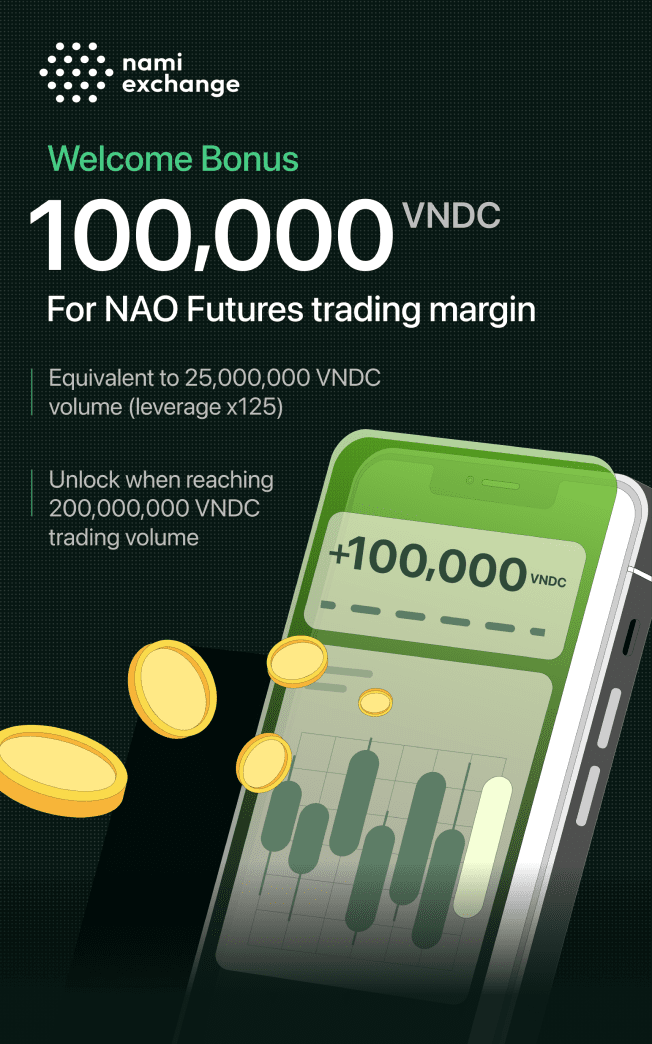 nami
exchange
Welcome Bonus
100,000 VNDC
For NAO Futures trading margin
Equivalent to 25,000,000 VNDC
volume (leverage x125)
Unlock when reaching
200,000,000 VNDC
trading volume
+100,000 VNDC